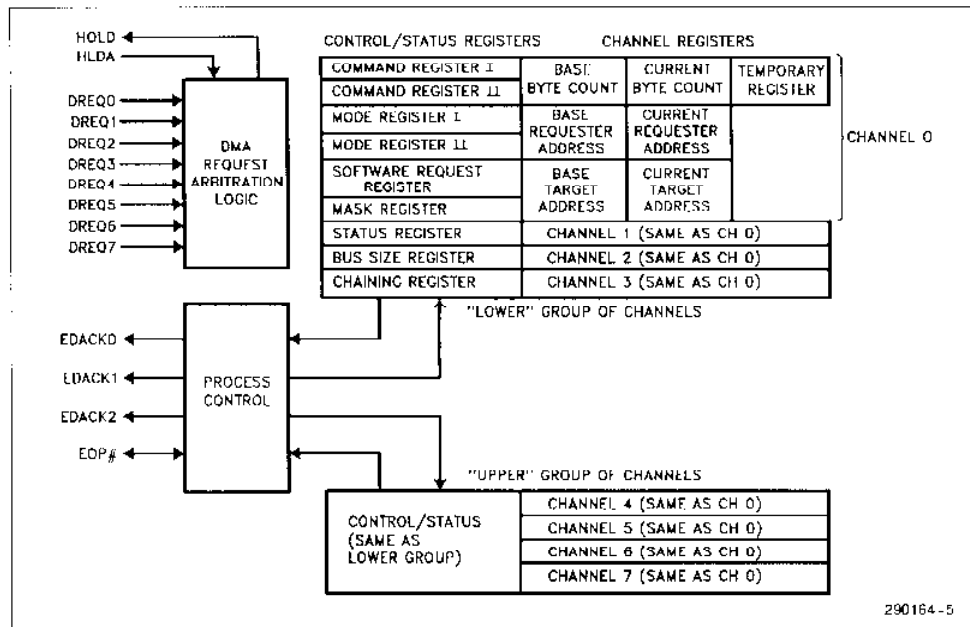 HOLD
HLDA
DREQ0
DREQ1
DREQ2
DREQ3
DREQ4
DREQ5
DREQ6
DREQ7
DMA
REQUEST
ARBITRATION
LOGIC
CONTROL/STATUS REGISTERS
CHANNEL REGISTERS
COMMAND REGISTER I
COMMAND REGISTER II
MODE REGISTER I
MODE REGISTER II
SOFTWARE REQUEST
REGISTER
MASK REGISTER
STATUS REGISTER
BUS SIZE REGISTER
CHAINING REGISTER
BASE
BYTE COUNT
CURRENT
BYTE COUNT
TEMPORARY
REGISTER
BASE
REQUESTER
ADDRESS
CURRENT
REQUESTER
ADDRESS
BASE
TARGET
ADDRESS
CURRENT
TARGET
ADDRESS
CHANNEL 0
CHANNEL 1 (SAME AS CH 0)
CHANNEL 2 (SAME AS CH 0)
CHANNEL 3 (SAME AS CH 0)
"LOWER" GROUP OF CHANNELS
EDACK0
EDACK1
EDACK2
EOP#
PROCESS
CONTROL
"UPPER" GROUP OF CHANNELS
CONTROL/STATUS
(SAME AS
LOWER GROUP)
CHANNEL 4 (SAME AS CH 0)
CHANNEL 5 (SAME AS CH 0)
CHANNEL 6 (SAME AS CH 0)
CHANNEL 7 (SAME AS CH 0)
290164-5